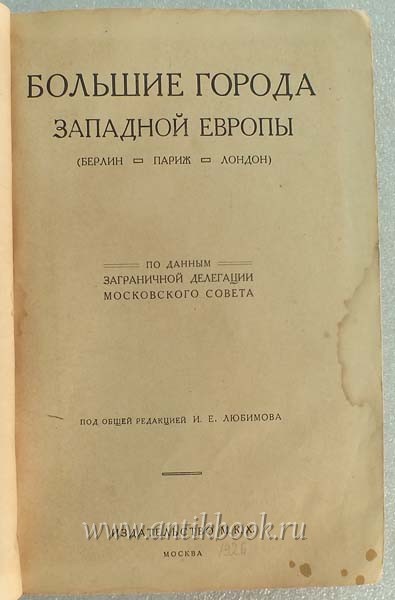 БОЛЬШИЕ ГОРОДА
ЗАПАДНОЙ ЕВРОПЫ
(БЕРЛИН ▭ ПАРИЖ ▭ ЛОНДОН)
ПО ДАННЫМ
ЗАГРАНИЧНОЙ ДЕЛЕГАЦИИ
МОСКОВСКОГО СОВЕТА
ПОД ОБЩЕЙ РЕДАКЦИЕЙ И. Е. ЛЮБИМОВА
ИЗДАТЕЛЬСТВО М.К.Х.
www.antikbook.ru
МОСКВА 1926